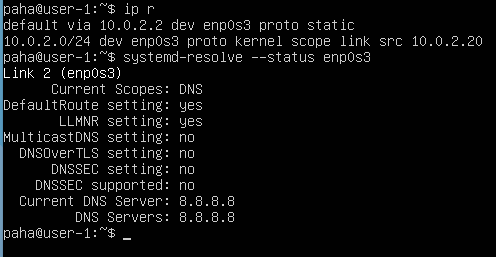 paha@user-1:~$ ip r
default via 10.0.2.2 dev enp0s3 proto static
10.0.2.0/24 dev enp0s3 proto kernel scope link src 10.0.2.20
paha@user-1:~$ systemd-resolve --status enp0s3
Link 2 (enp0s3)
Current Scopes: DNS
DefaultRoute setting: yes
LLMNR setting: yes
MulticastDNS setting: no
DNSOverTLS setting: no
DNSSEC setting: no
DNSSEC supported: no
Current DNS Server: 8.8.8.8
DNS Servers: 8.8.8.8
paha@user-1:~$ _